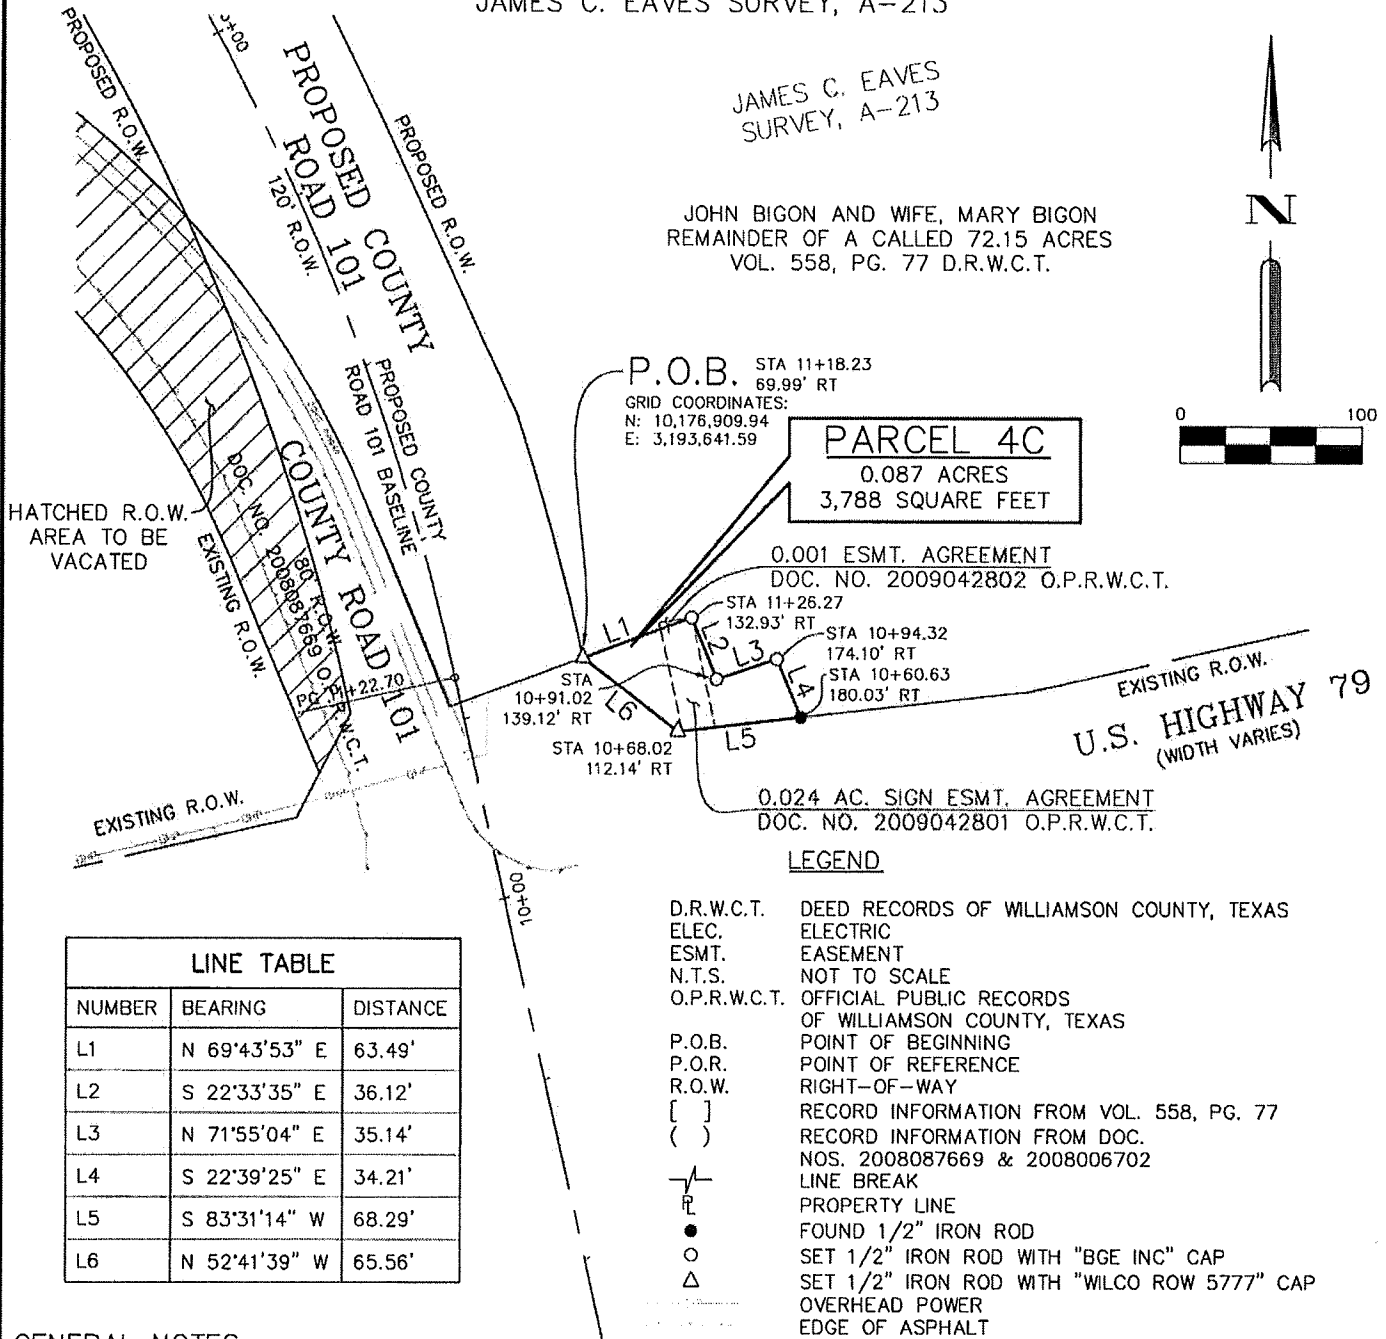 JAMES C. EAVES SURVEY, A-213
JAMES C. EAVES
SURVEY, A-213
N
0 100
JOHN BIGON AND WIFE, MARY BIGON
REMAINDER OF A CALLED 72.15 ACRES
VOL. 558, PG. 77 D.R.W.C.T.
PROPOSED R.O.W.
+00
PROPOSED COUNTY
ROAD 101
120' R.O.W.
PROPOSED R.O.W.
PROPOSED COUNTY
ROAD 101 BASELINE
P.O.B. STA 11+18.23
69.99' RT
GRID COORDINATES:
N: 10,176,909.94
E: 3,193,641.59
PARCEL 4C
0.087 ACRES
3,788 SQUARE FEET
HATCHED R.O.W.
AREA TO BE
VACATED
EXISTING R.O.W.
DOC. NO. 2008087669 O.P.R.W.C.T.
80' R.O.W.
COUNTY ROAD 101
+22.70
0.001 ESMT. AGREEMENT
DOC. NO. 2009042802 O.P.R.W.C.T.
STA 11+26.27
132.93' RT
STA 10+94.32
174.10' RT
STA 10+60.63
180.03' RT
L1
L2
L3
L4
L5
L6
STA
10+91.02
139.12' RT
STA 10+68.02
112.14' RT
EXISTING R.O.W.
U.S. HIGHWAY 79
(WIDTH VARIES)
0.024 AC. SIGN ESMT. AGREEMENT
DOC. NO. 2009042801 O.P.R.W.C.T.
EXISTING R.O.W.
10+00
LINE TABLE
NUMBER BEARING DISTANCE
L1 N 69°43'53" E 63.49'
L2 S 22°33'35" E 36.12'
L3 N 71°55'04" E 35.14'
L4 S 22°39'25" E 34.21'
L5 S 83°31'14" W 68.29'
L6 N 52°41'39" W 65.56'
LEGEND
D.R.W.C.T. DEED RECORDS OF WILLIAMSON COUNTY, TEXAS
ELEC. ELECTRIC
ESMT. EASEMENT
N.T.S. NOT TO SCALE
O.P.R.W.C.T. OFFICIAL PUBLIC RECORDS
OF WILLIAMSON COUNTY, TEXAS
P.O.B. POINT OF BEGINNING
P.O.R. POINT OF REFERENCE
R.O.W. RIGHT-OF-WAY
[ ] RECORD INFORMATION FROM VOL. 558, PG. 77
( ) RECORD INFORMATION FROM DOC.
NOS. 2008087669 & 2008006702
LINE BREAK
PROPERTY LINE
FOUND 1/2" IRON ROD
SET 1/2" IRON ROD WITH "BGE INC" CAP
SET 1/2" IRON ROD WITH "WILCO ROW 5777" CAP
OVERHEAD POWER
EDGE OF ASPHALT
GENERAL NOTES